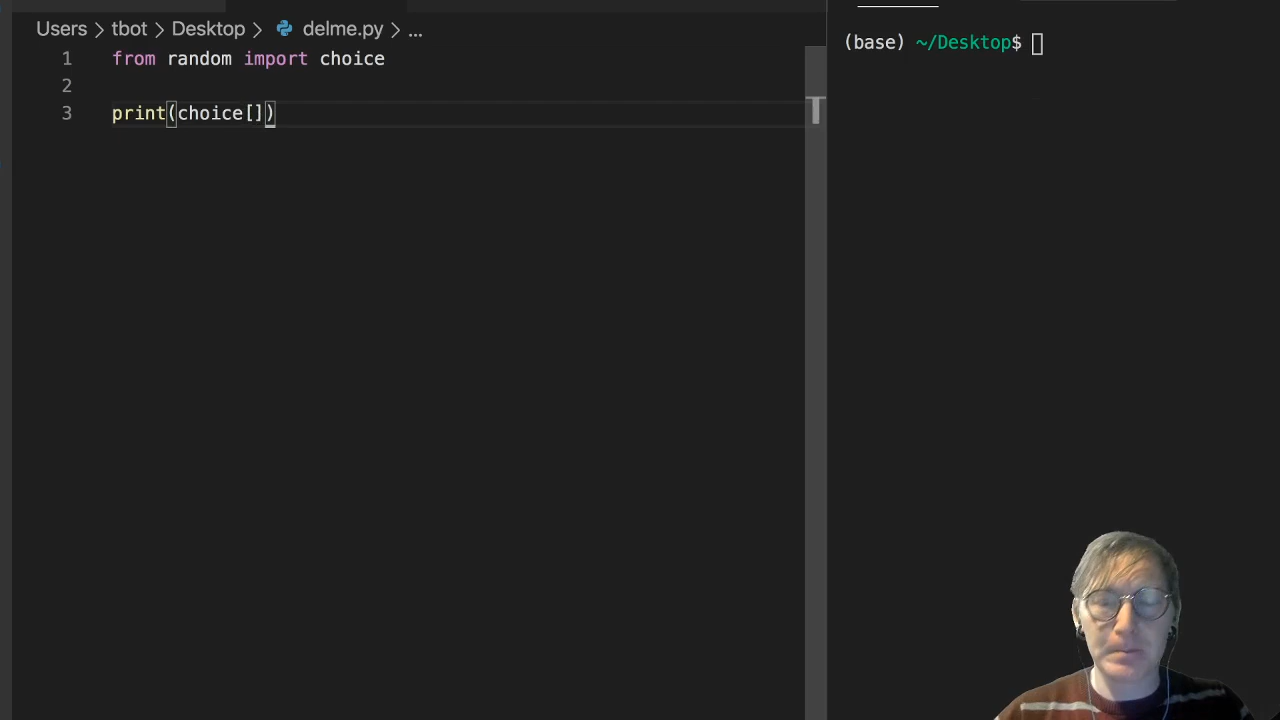 Users > tbot > Desktop > delme.py > ...
1 from random import choice
2
3 print(choice[])
(base) ~/Desktop$